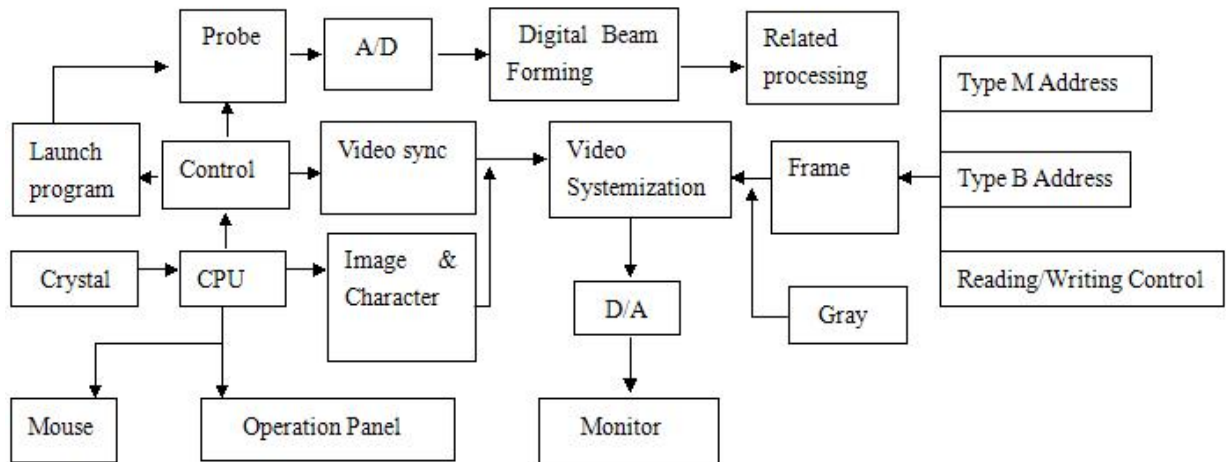 Probe
A/D
Digital Beam
Forming
Related
processing
Type M Address
Launch
program
Control
Video sync
Video
Systemization
Frame
Type B Address
Crystal
CPU
Image &
Character
D/A
Gray
Reading/Writing Control
Mouse
Operation Panel
Monitor